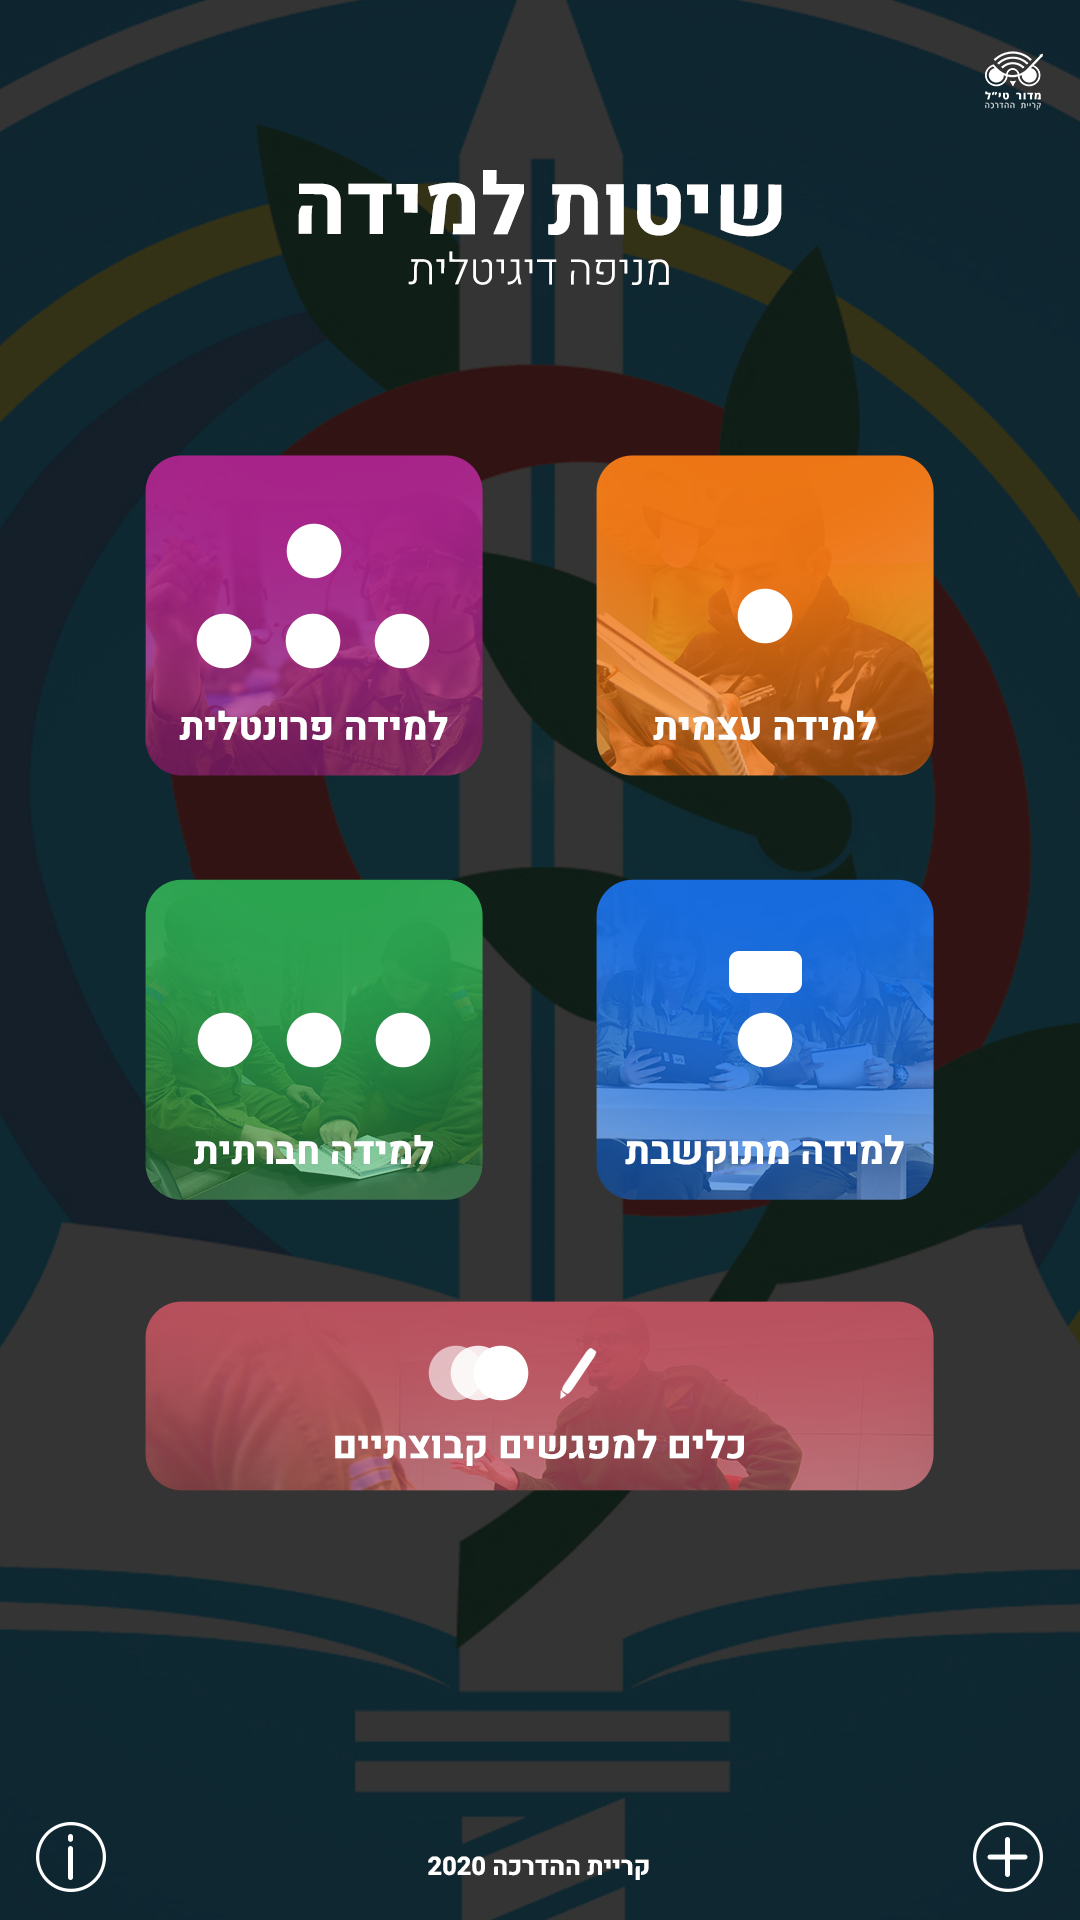 מדור טי״ל
קריית ההדרכה
שיטות למידה
מניפה דיגיטלית
למידה עצמית
למידה פרונטלית
למידה מתוקשבת
למידה חברתית
כלים למפגשים קבוצתיים
קריית ההדרכה 2020